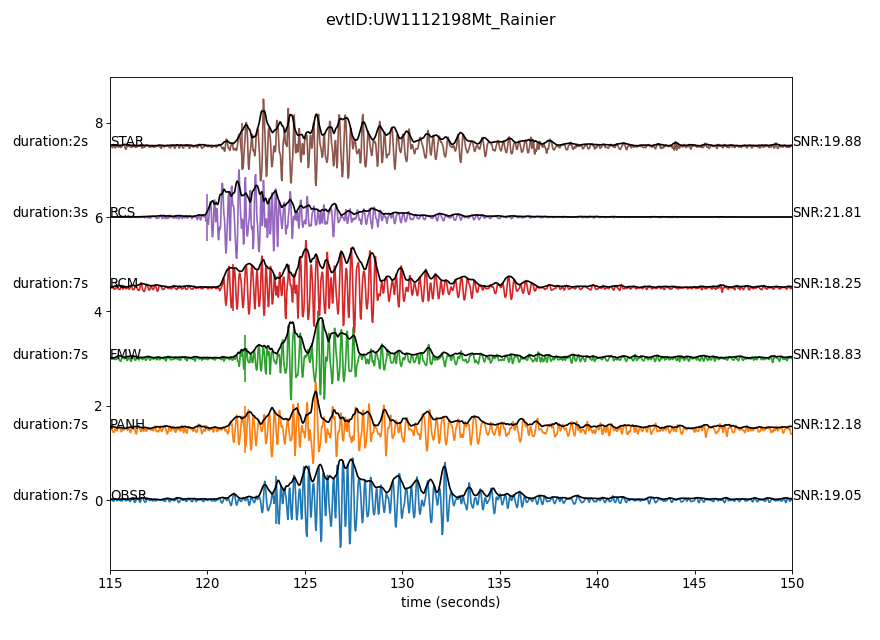 evtID:UW1112198Mt_Rainier
8
duration:2s STAR SNR:19.88
duration:3s RCS SNR:21.81
6
duration:7s RCM SNR:18.25
4
duration:7s FMW SNR:18.83
2
duration:7s PANH SNR:12.18
duration:7s OBSR SNR:19.05
0
115 120 125 130 135 140 145 150
time (seconds)